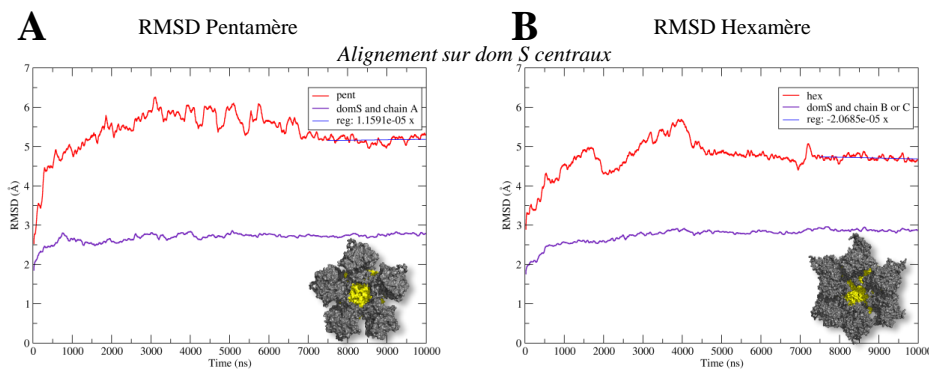 A
RMSD Pentamère
B
RMSD Hexamère
Alignement sur dom S centraux
7
6
5
4
3
2
1
0
RMSD (Å)
pent
domS and chain A
reg: 1.1591e-05 x
0 1000 2000 3000 4000 5000 6000 7000 8000 9000 10000
Time (ns)
7
6
5
4
3
2
1
0
RMSD (Å)
hex
domS and chain B or C
reg: -2.0685e-05 x
0 1000 2000 3000 4000 5000 6000 7000 8000 9000 10000
Time (ns)